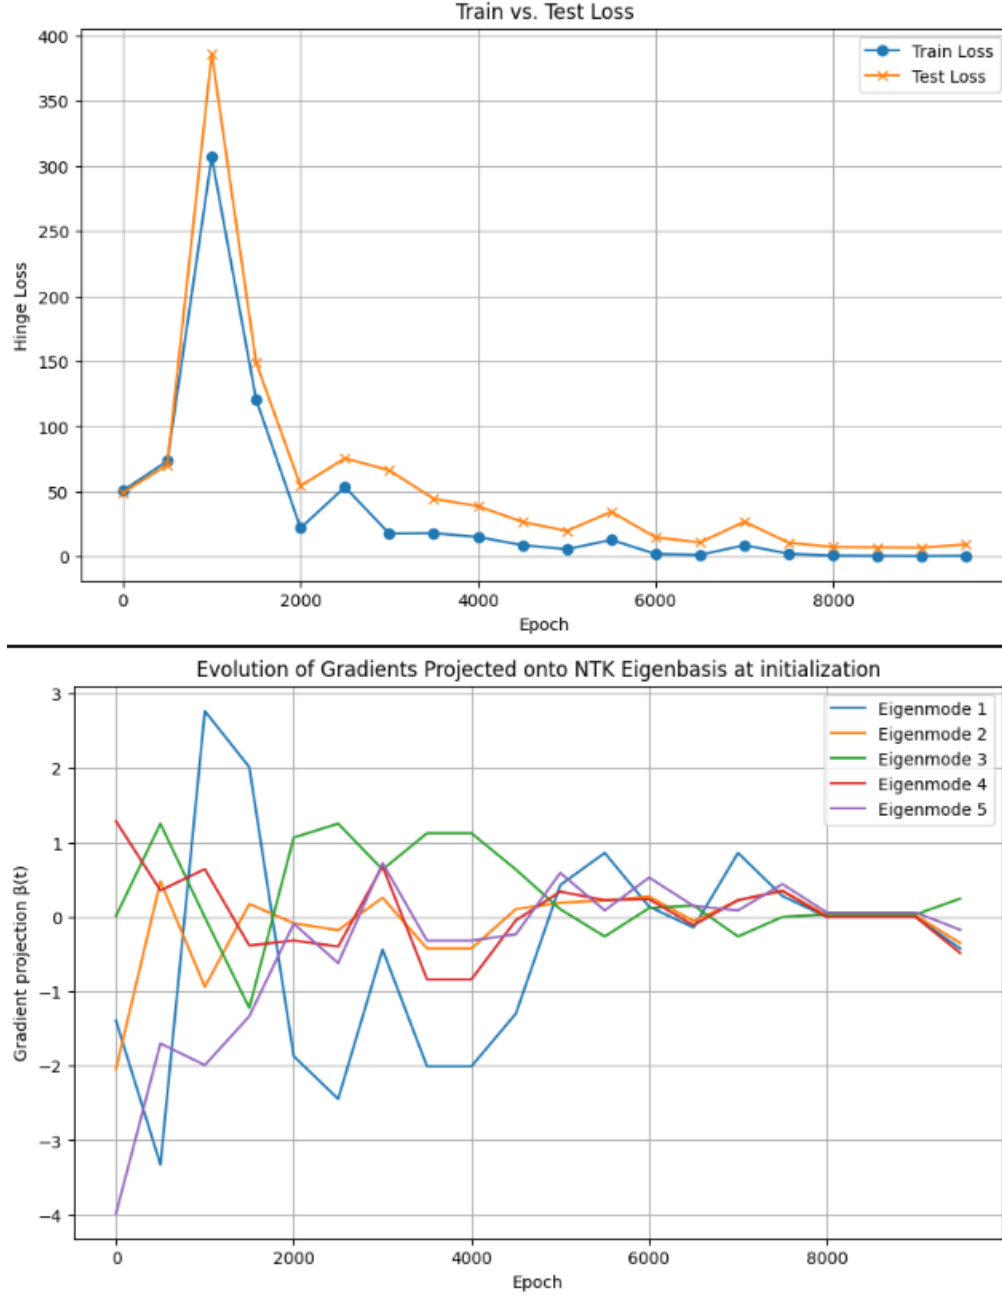 Train vs. Test Loss
400
350
300
250
200
150
100
50
0
Hinge Loss
Train Loss
Test Loss
0 2000 4000 6000 8000
Epoch
Evolution of Gradients Projected onto NTK Eigenbasis at initialization
3
2
1
0
−1
−2
−3
−4
Gradient projection β(t)
Eigenmode 1
Eigenmode 2
Eigenmode 3
Eigenmode 4
Eigenmode 5
0 2000 4000 6000 8000
Epoch